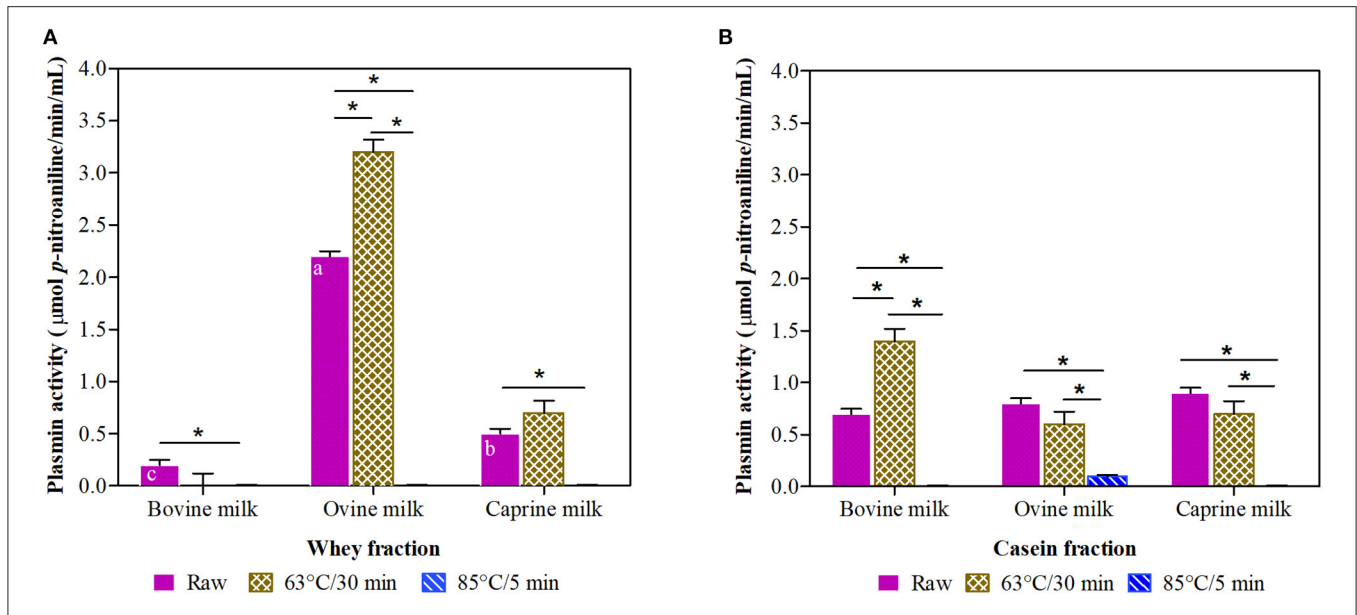 A
Plasmin activity ( µmol p-nitroaniline/min/mL)
4.0
3.5
3.0
2.5
2.0
1.5
1.0
0.5
0.0
*
* *
*
*
c
a
b
Bovine milk Ovine milk Caprine milk
Whey fraction
Raw 63°C/30 min 85°C/5 min
B
Plasmin activity ( µmol p-nitroaniliine/min/mL)
4.0
3.5
3.0
2.5
2.0
1.5
1.0
0.5
0.0
*
* *
*
*
*
*
Bovine milk Ovine milk Caprine milk
Casein fraction
Raw 63°C/30 min 85°C/5 min